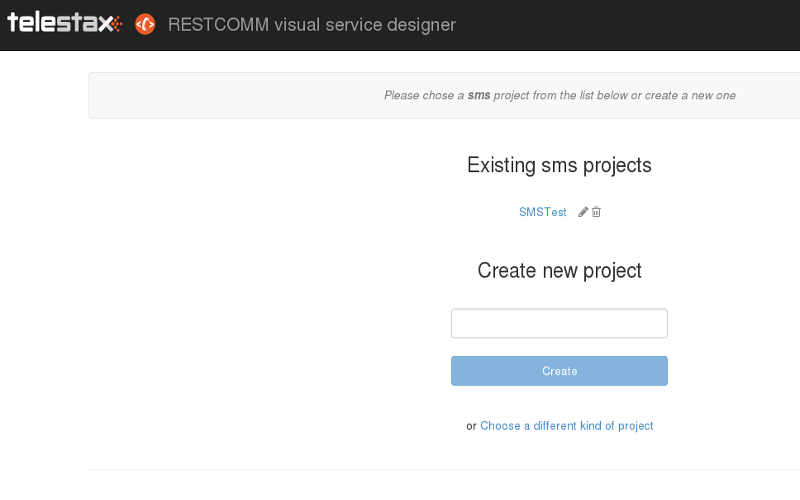 telestax RESTCOMM visual service designer
Please chose a sms project from the list below or create a new one
Existing sms projects
SMSTest
Create new project
Create
or Choose a different kind of project